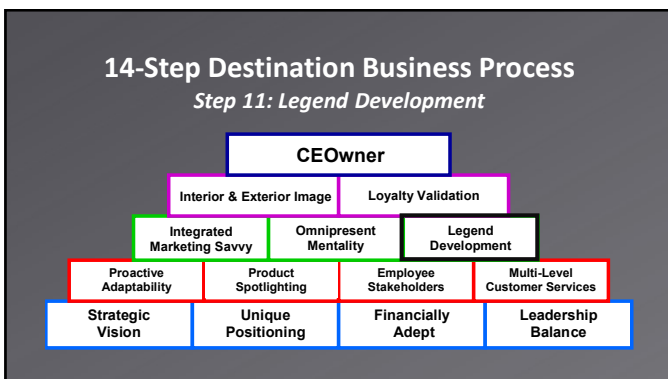 14-Step Destination Business Process
Step 11: Legend Development
CEOwner
Interior & Exterior Image
Loyalty Validation
Integrated
Marketing Savvy
Omnipresent
Mentality
Legend
Development
Proactive
Adaptability
Product
Spotlighting
Employee
Stakeholders
Multi-Level
Customer Services
Strategic
Vision
Unique
Positioning
Financially
Adept
Leadership
Balance